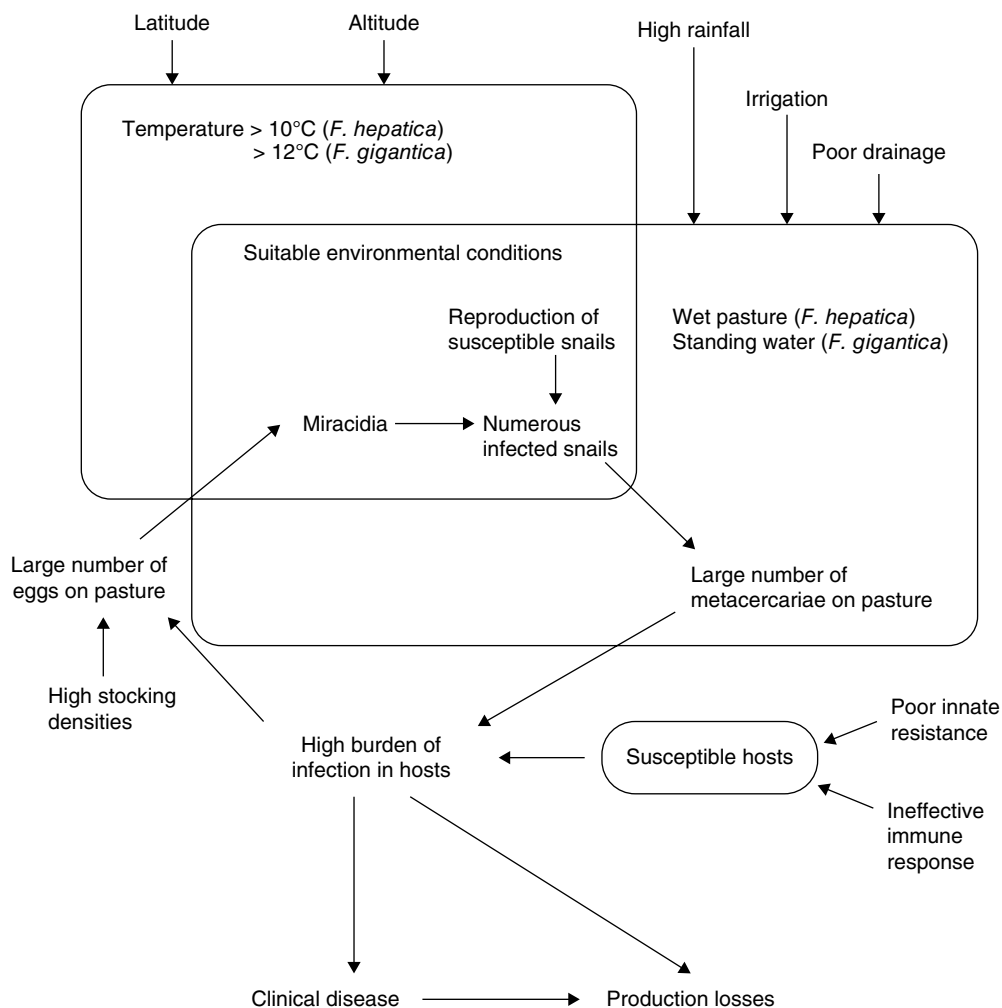 Latitude
Altitude
High rainfall
Irrigation
Poor drainage
Temperature > 10°C (F. hepatica)
> 12°C (F. gigantica)
Suitable environmental conditions
Reproduction of
susceptible snails
Wet pasture (F. hepatica)
Standing water (F. gigantica)
Miracidia
Numerous
infected snails
Large number of
eggs on pasture
Large number of
metacercariae on pasture
High stocking
densities
High burden of
infection in hosts
Susceptible hosts
Poor innate
resistance
Ineffective
immune
response
Clinical disease
Production losses